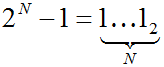 2^N − 1 = 1...1₂
N